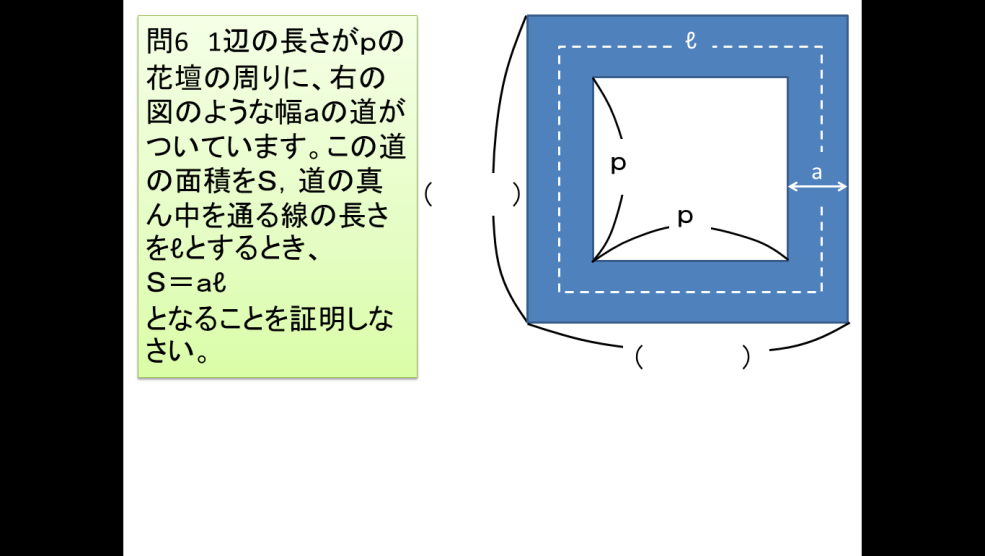 問6　1辺の長さがpの
花壇の周りに、右の
図のような幅aの道が
ついています。この道
の面積をS，道の真
ん中を通る線の長さ
をℓとするとき、
S＝aℓ
となることを証明しな
さい。
ℓ
p
a
（　　　）
p
（　　　）